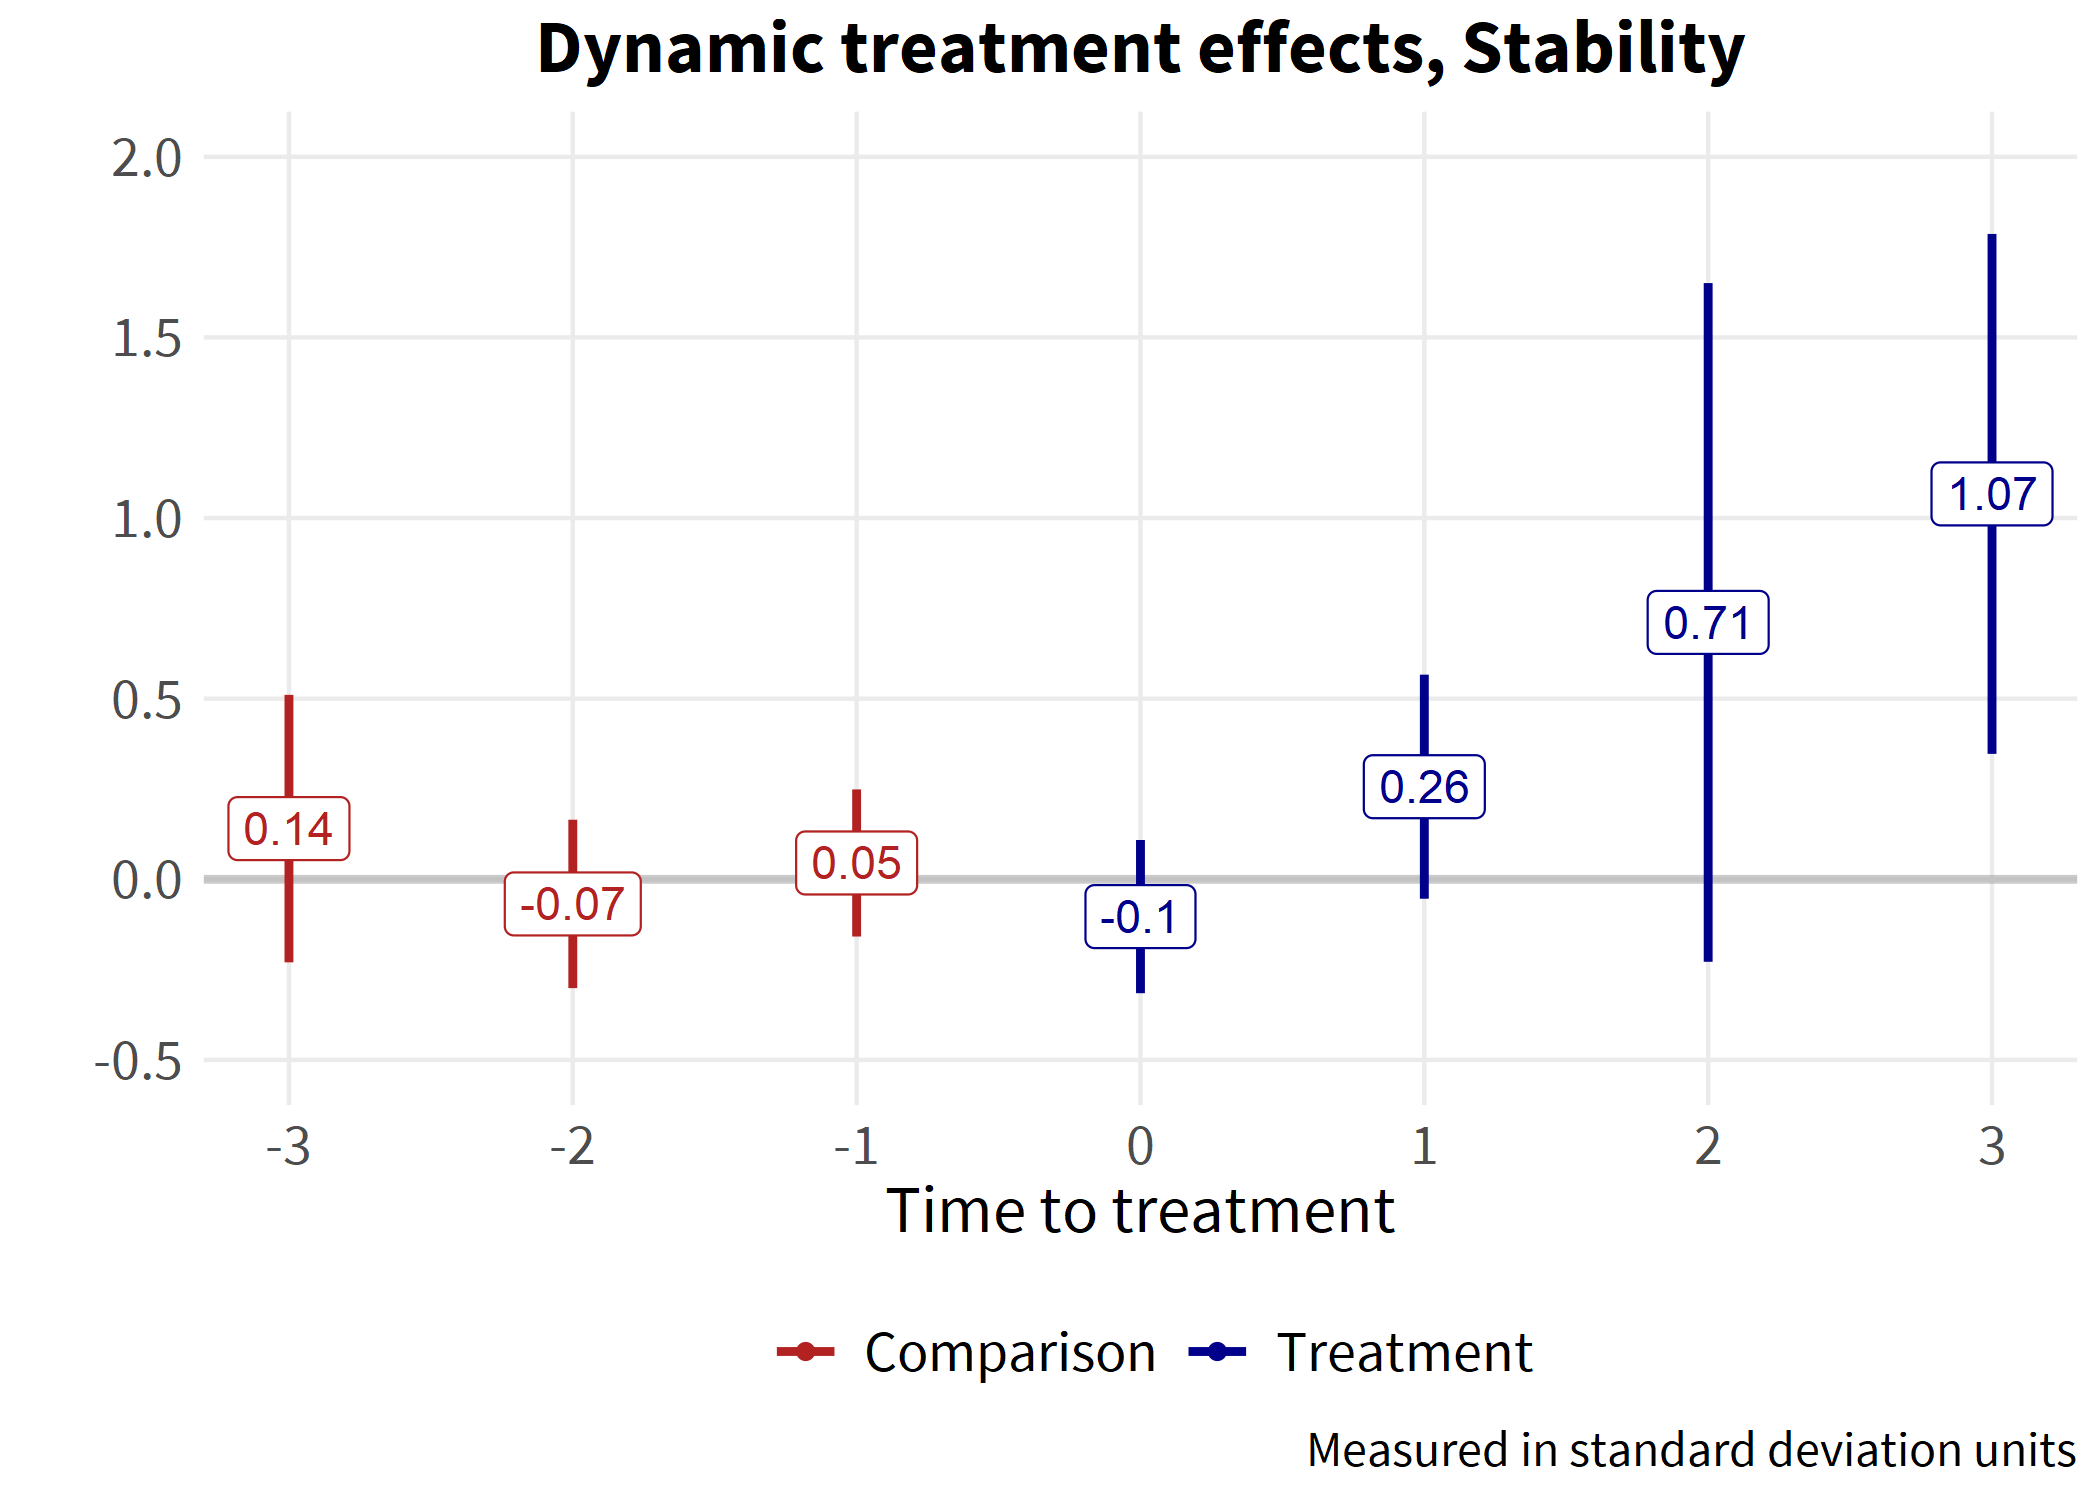 Dynamic treatment effects, Stability
2.0
1.5
1.0
0.5
0.0
-0.5
0.14
-0.07
0.05
-0.1
0.26
0.71
1.07
-3 -2 -1 0 1 2 3
Time to treatment
Comparison Treatment
Measured in standard deviation units